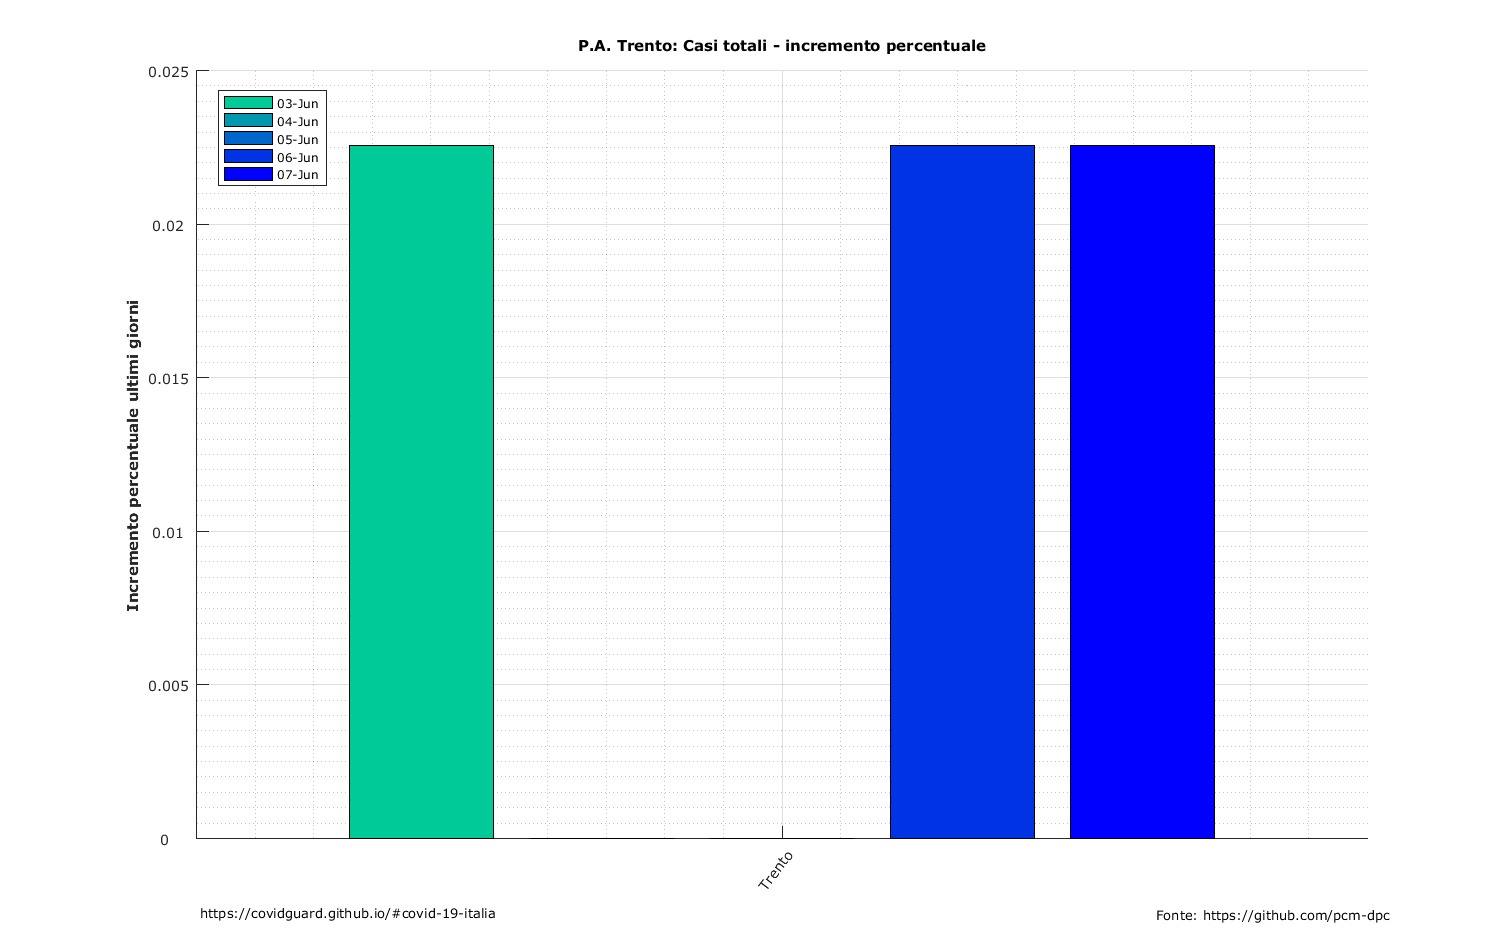 P.A. Trento: Casi totali - incremento percentuale
0.025
03-Jun
04-Jun
05-Jun
06-Jun
07-Jun
0.02
0.015
0.01
0.005
0
Incremento percentuale ultimi giorni
Trento
https://covidguard.github.io/#covid-19-italia
Fonte: https://github.com/pcm-dpc